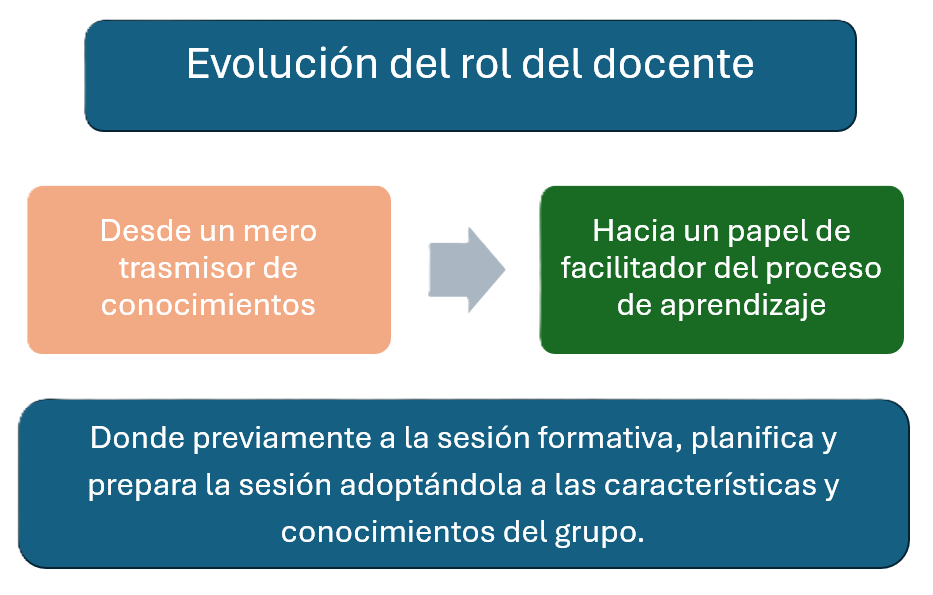 Evolución del rol del docente
Desde un mero
trasmisor de
conocimientos
Hacia un papel de
facilitador del proceso
de aprendizaje
Donde previamente a la sesión formativa, planifica y
prepara la sesión adoptándola a las características y
conocimientos del grupo.